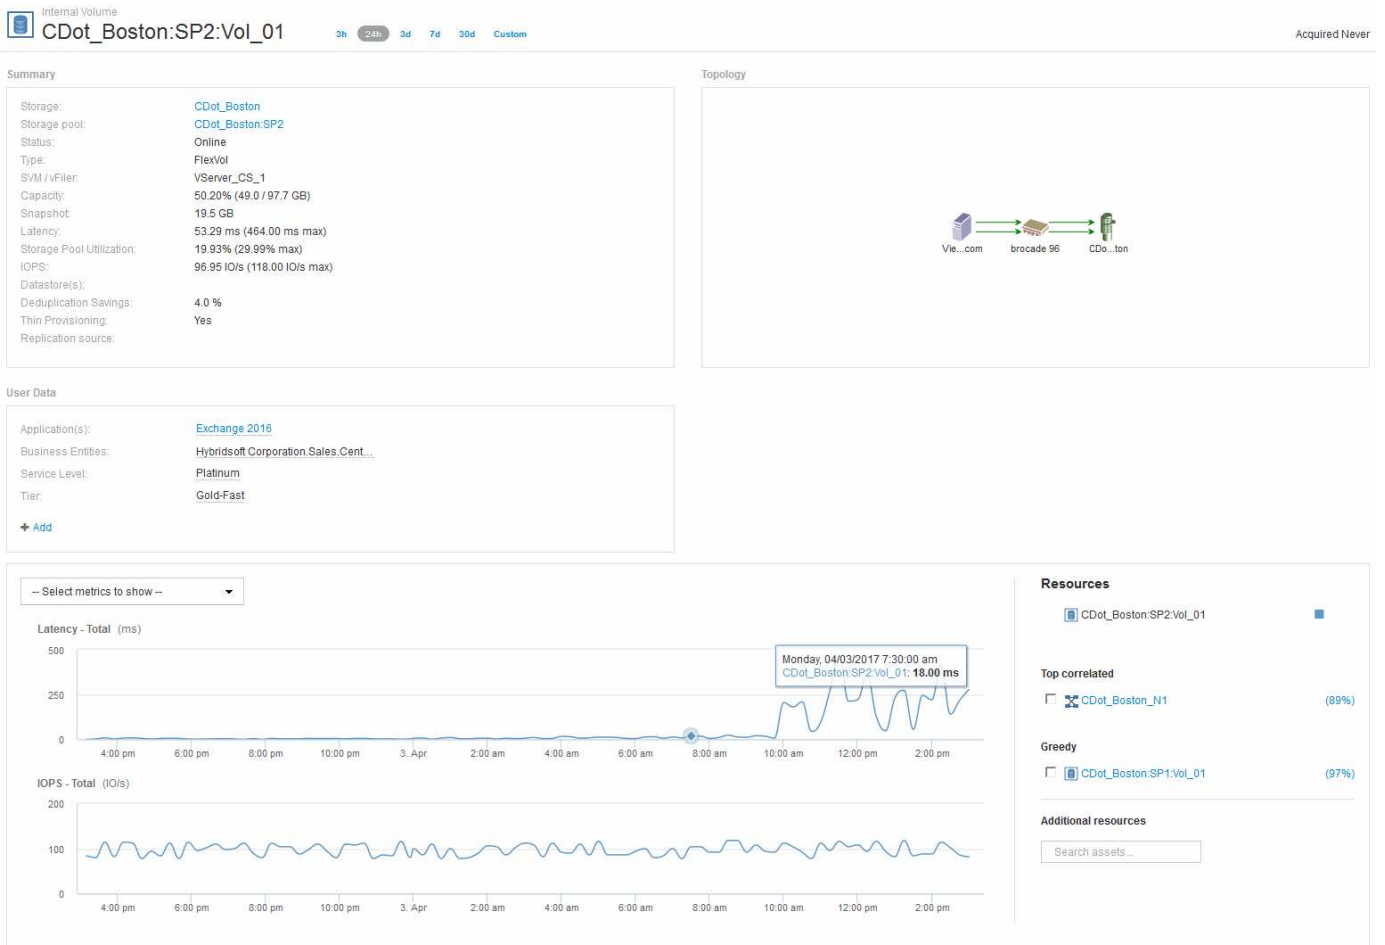 Internal Volume
CDot_Boston:SP2:Vol_01
3h 24h 3d 7d 30d Custom
Acquired Never
Summary
Storage: CDot_Boston
Storage pool: CDot_Boston:SP2
Status: Online
Type: FlexVol
SVM / vFiler: VServer_CS_1
Capacity: 50.20% (49.0 / 97.7 GB)
Snapshot: 19.5 GB
Latency: 53.29 ms (464.00 ms max)
Storage Pool Utilization: 19.93% (29.99% max)
IOPS: 96.95 IO/s (118.00 IO/s max)
Datastore(s):
Deduplication Savings: 4.0 %
Thin Provisioning: Yes
Replication source:
Topology
Vie...com brocade 96 CDo...ton
User Data
Application(s): Exchange 2016
Business Entities: Hybridsoft Corporation.Sales.Cent...
Service Level: Platinum
Tier: Gold-Fast
+ Add
-- Select metrics to show --
Latency - Total (ms)
500
250
0
Monday, 04/03/2017 7:30:00 am
CDot_Boston:SP2:Vol_01: 18.00 ms
4:00 pm 6:00 pm 8:00 pm 10:00 pm 3. Apr 2:00 am 4:00 am 6:00 am 8:00 am 10:00 am 12:00 pm 2:00 pm
IOPS - Total (IO/s)
200
100
0
4:00 pm 6:00 pm 8:00 pm 10:00 pm 3. Apr 2:00 am 4:00 am 6:00 am 8:00 am 10:00 am 12:00 pm 2:00 pm
Resources
CDot_Boston:SP2:Vol_01
Top correlated
CDot_Boston_N1 (89%)
Greedy
CDot_Boston:SP1:Vol_01 (97%)
Additional resources
Search assets...